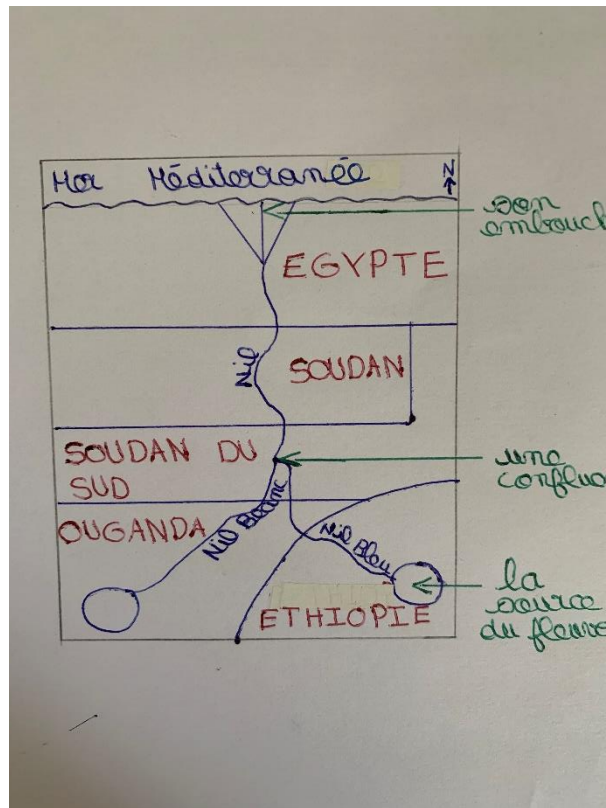 Mer Méditerranée N
son
embouch
EGYPTE
Nil
SOUDAN
SOUDAN DU
SUD
une
conflue
OUGANDA
Nil Blanc
Nil Bleu
la
source
du fleuve
ETHIOPIE